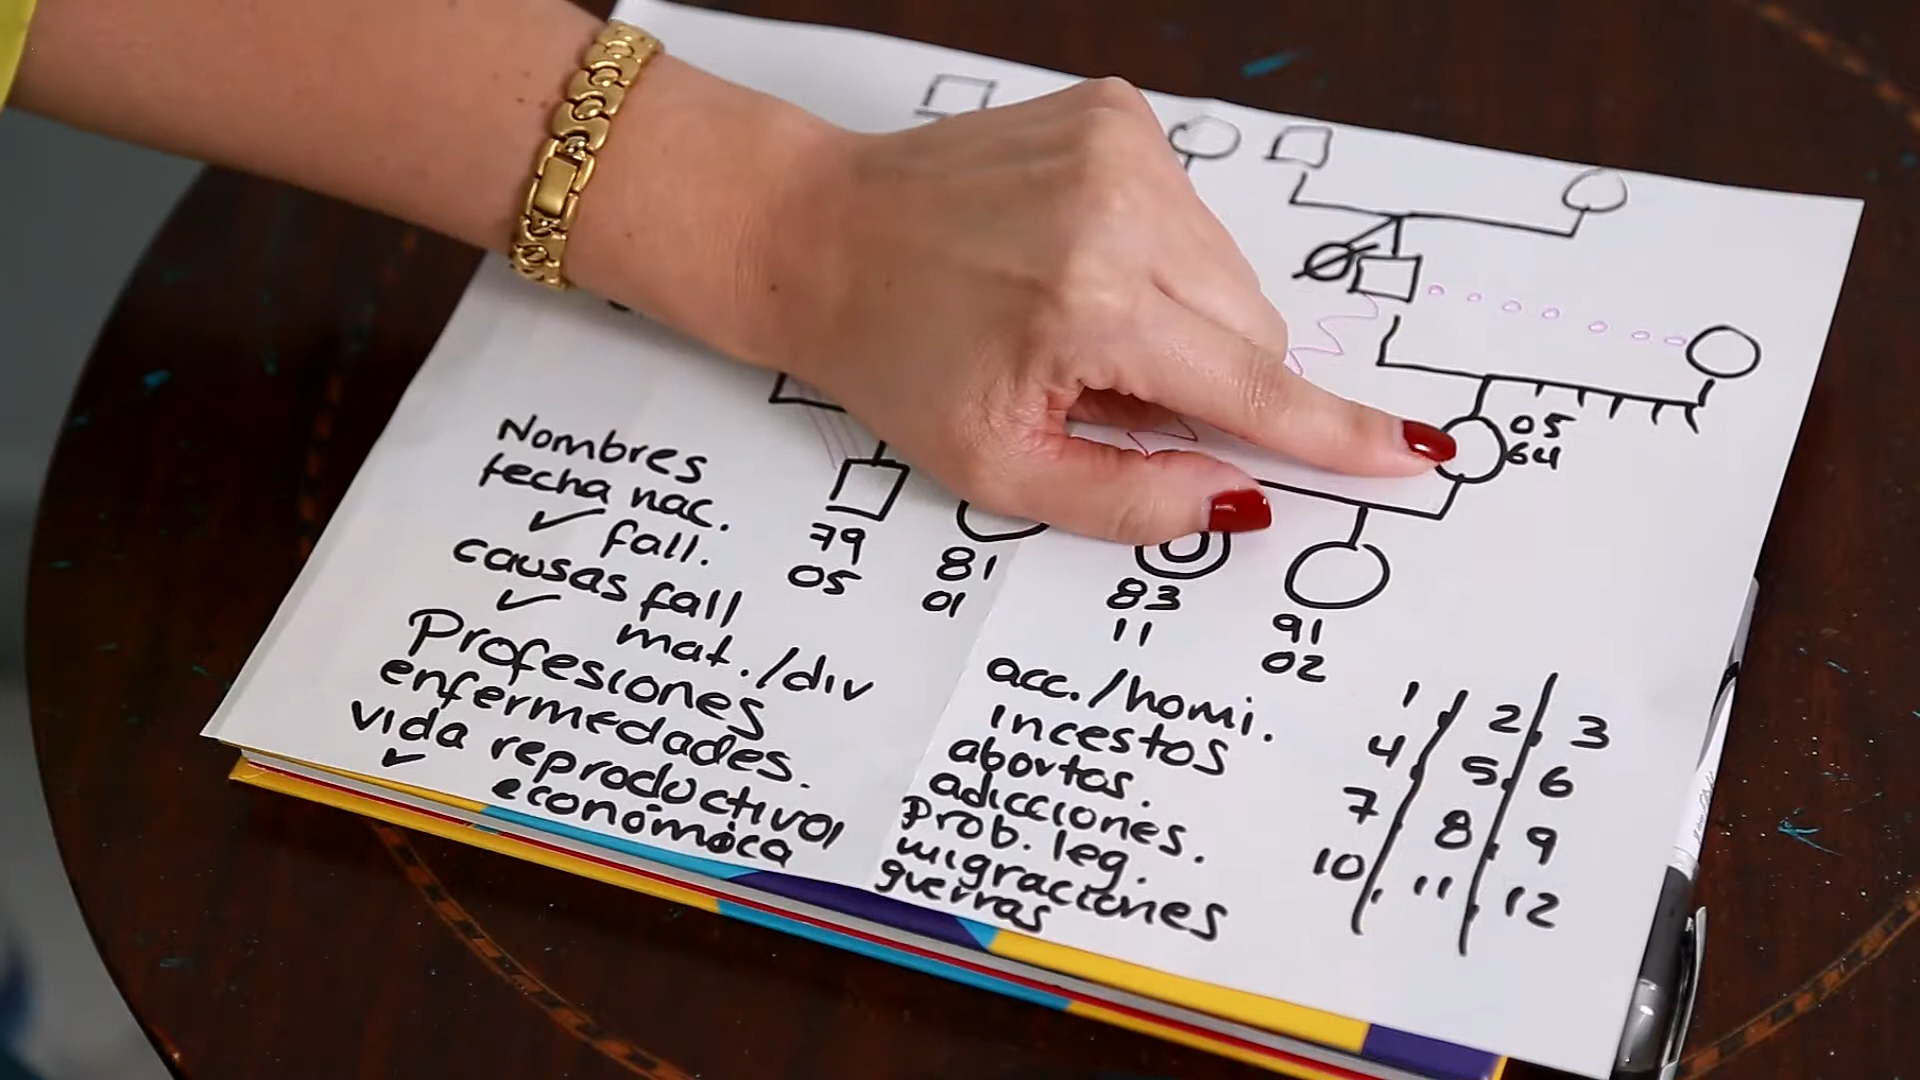 05
64
79
05
81
01
83
11
91
02
Nombres
fecha nac.
✓ fall.
causas fall
✓ mat./div
Profesiones
enfermedades.
vida reproductiva
✓ económica
acc./homi.
incestos
abortos.
adicciones.
Prob. leg.
migraciones
guerras
1 / 2 / 3
4 / 5 / 6
7 / 8 / 9
10 / 11 / 12